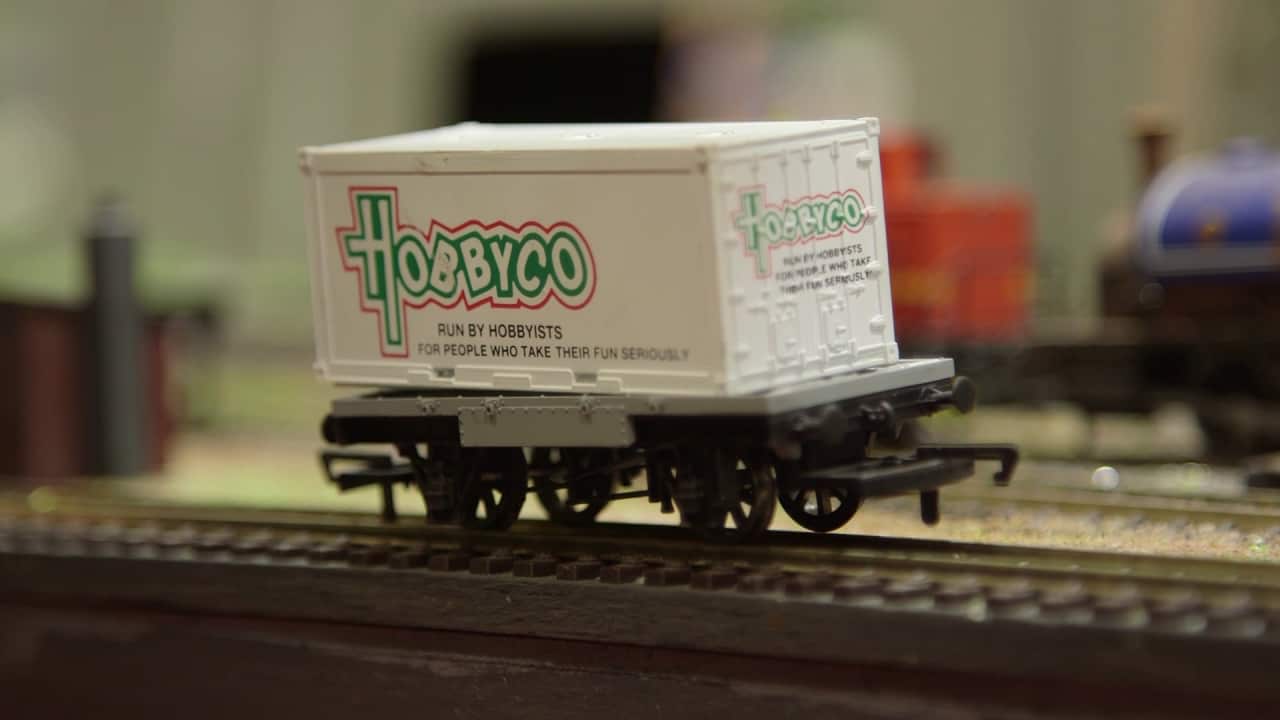 HOBBYCO
RUN BY HOBBYISTS
FOR PEOPLE WHO TAKE THEIR FUN SERIOUSLY
HOBBYCO
RUN BY HOBBYISTS
FOR PEOPLE WHO TAKE
THEIR FUN SERIOUSLY